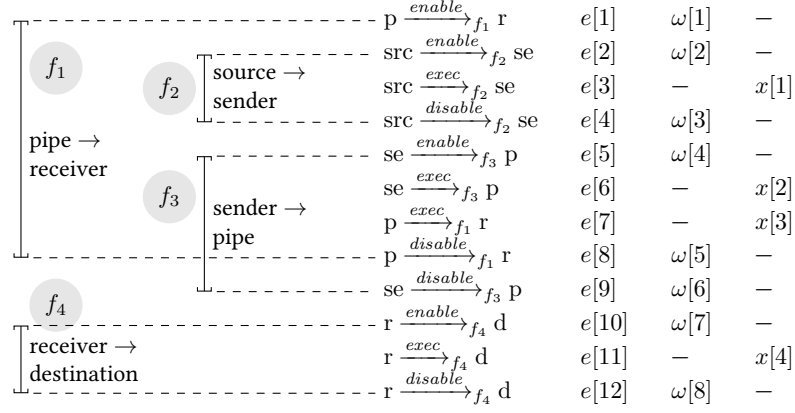 p enable→f1 r e[1] ω[1] −
f1
src enable→f2 se e[2] ω[2] −
f2
source →
sender
src exec→f2 se e[3] − x[1]
src disable→f2 se e[4] ω[3] −
pipe →
receiver
se enable→f3 p e[5] ω[4] −
f3
se exec→f3 p e[6] − x[2]
sender →
pipe
p exec→f1 r e[7] − x[3]
p disable→f1 r e[8] ω[5] −
se disable→f3 p e[9] ω[6] −
f4
r enable→f4 d e[10] ω[7] −
receiver →
destination
r exec→f4 d e[11] − x[4]
r disable→f4 d e[12] ω[8] −